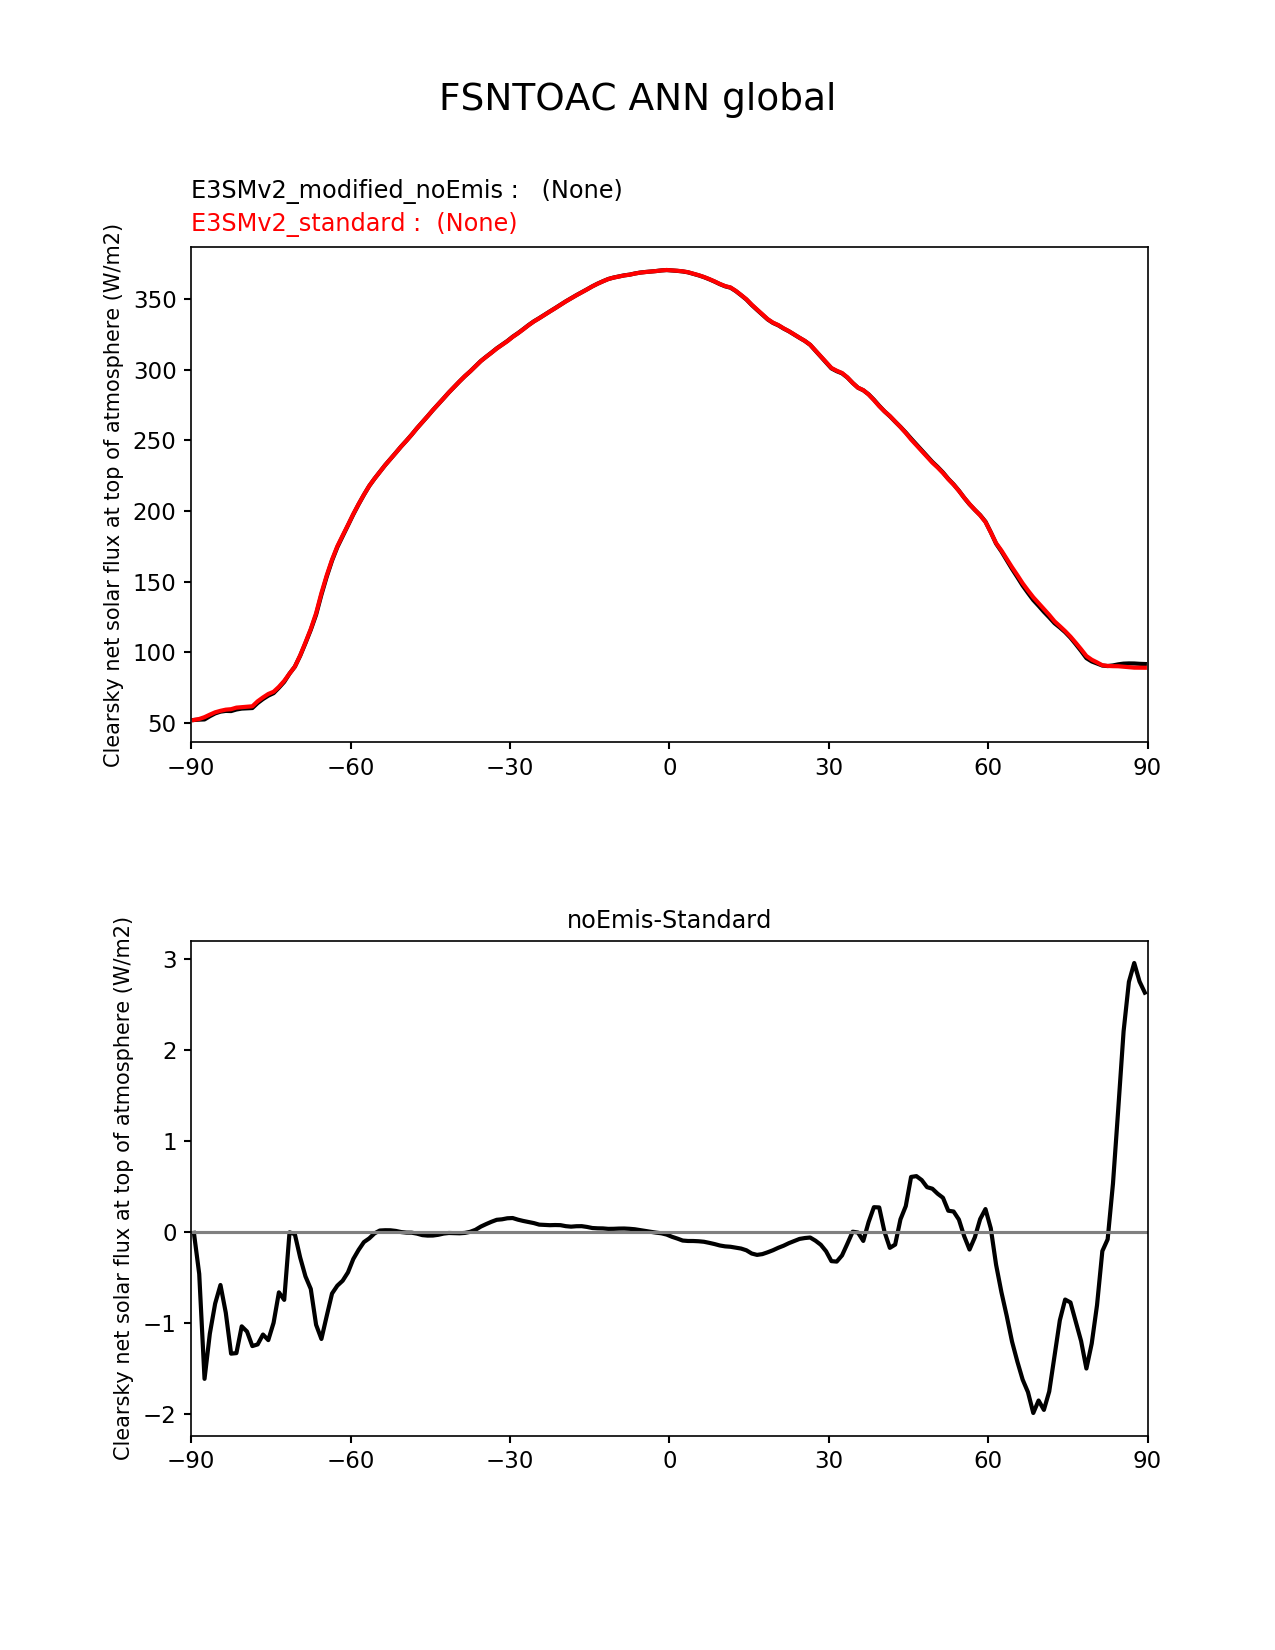 FSNTOAC ANN global
E3SMv2_modified_noEmis :   (None)
E3SMv2_standard :  (None)
Clearsky net solar flux at top of atmosphere (W/m2)
350
300
250
200
150
100
50
−90 −60 −30 0 30 60 90
noEmis-Standard
Clearsky net solar flux at top of atmosphere (W/m2)
3
2
1
0
−1
−2
−90 −60 −30 0 30 60 90